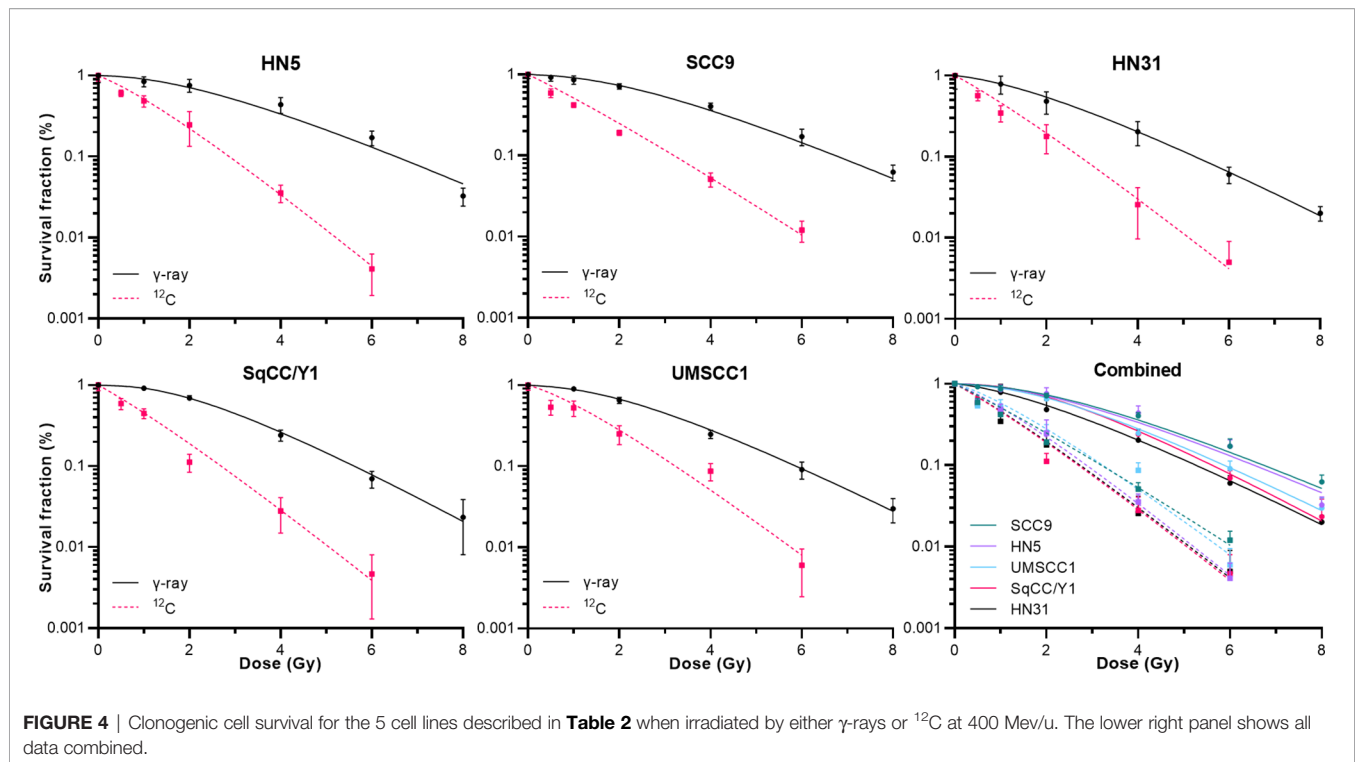 HN5
SCC9
HN31
Survival fraction (%)
1
0.1
0.01
0.001
γ-ray
¹²C
0 2 4 6 8
1
0.1
0.01
0.001
γ-ray
¹²C
0 2 4 6 8
1
0.1
0.01
0.001
γ-ray
¹²C
0 2 4 6 8
SqCC/Y1
UMSCC1
Combined
Survival fraction (%)
1
0.1
0.01
0.001
γ-ray
¹²C
0 2 4 6 8
Dose (Gy)
1
0.1
0.01
0.001
γ-ray
¹²C
0 2 4 6 8
Dose (Gy)
1
0.1
0.01
0.001
SCC9
HN5
UMSCC1
SqCC/Y1
HN31
0 2 4 6 8
Dose (Gy)
FIGURE 4 | Clonogenic cell survival for the 5 cell lines described in Table 2 when irradiated by either γ-rays or ¹²C at 400 Mev/u. The lower right panel shows all
data combined.